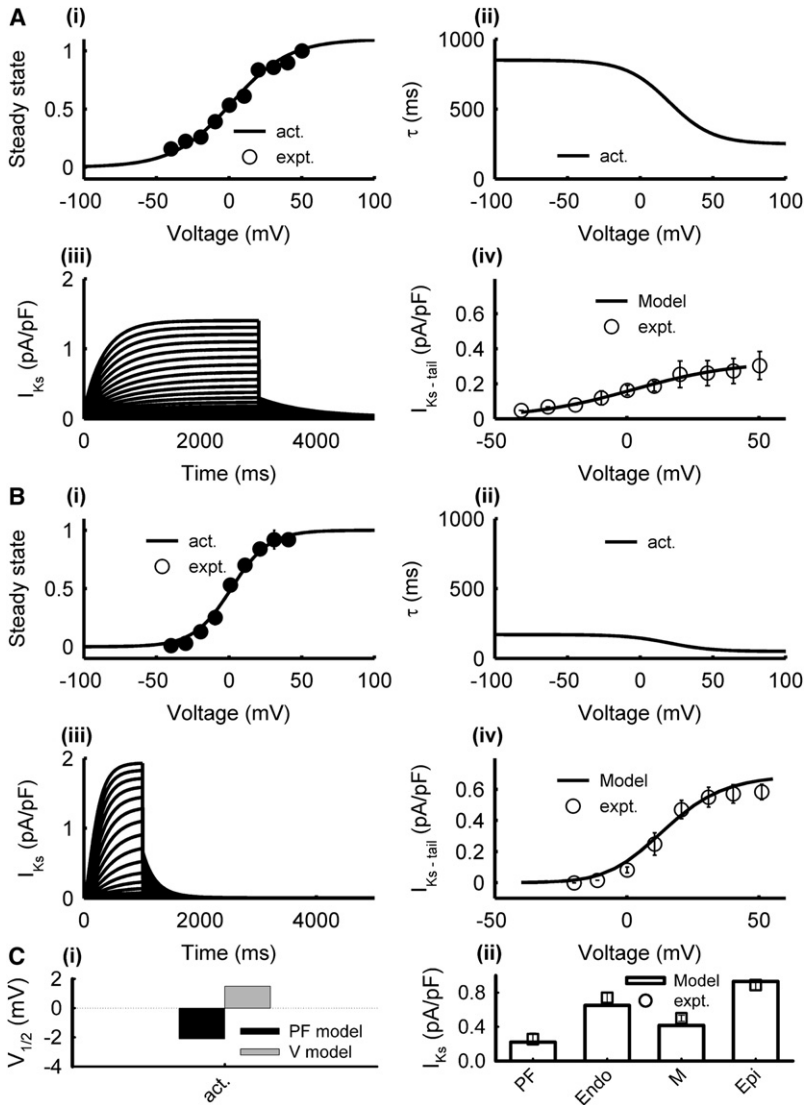 A
(i)
Steady state
1
0.5
0
act.
expt.
-100
-50
0
50
100
Voltage (mV)
(ii)
τ (ms)
1000
500
0
act.
-100
-50
0
50
100
Voltage (mV)
(iii)
I Ks (pA/pF)
2
1
0
0
2000
4000
Time (ms)
(iv)
I Ks - tail (pA/pF)
0.6
0.4
0.2
0
Model
expt.
-50
0
50
Voltage (mV)
B
(i)
Steady state
1
0.5
0
act.
expt.
-100
-50
0
50
100
Voltage (mV)
(ii)
τ (ms)
1000
500
0
act.
-100
-50
0
50
100
Voltage (mV)
(iii)
I Ks (pA/pF)
2
1
0
0
2000
4000
Time (ms)
(iv)
I Ks - tail (pA/pF)
0.6
0.4
0.2
0
Model
expt.
-50
0
50
Voltage (mV)
C
(i)
V 1/2 (mV)
2
0
-2
-4
PF model
V model
act.
(ii)
I Ks (pA/pF)
0.8
0.4
0.0
Model
expt.
PF
Endo
M
Epi